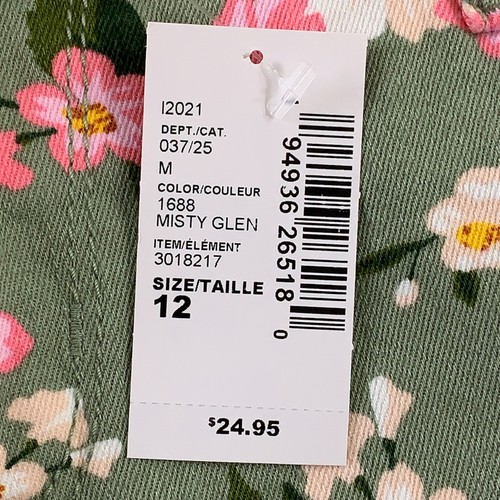 I2021
DEPT./CAT.
037/25
M
COLOR/COULEUR
1688
MISTY GLEN
ITEM/ÉLÉMENT
3018217
SIZE/TAILLE
12
94936 26518 0
$24.95